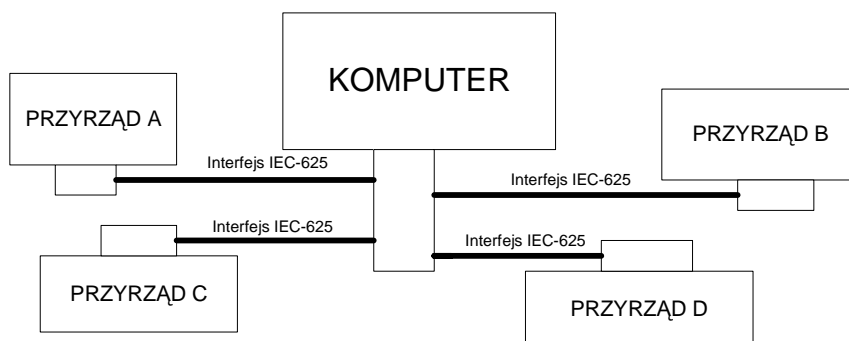 KOMPUTER
PRZYRZĄD A
PRZYRZĄD B
Interfejs IEC-625
Interfejs IEC-625
Interfejs IEC-625
Interfejs IEC-625
PRZYRZĄD C
PRZYRZĄD D